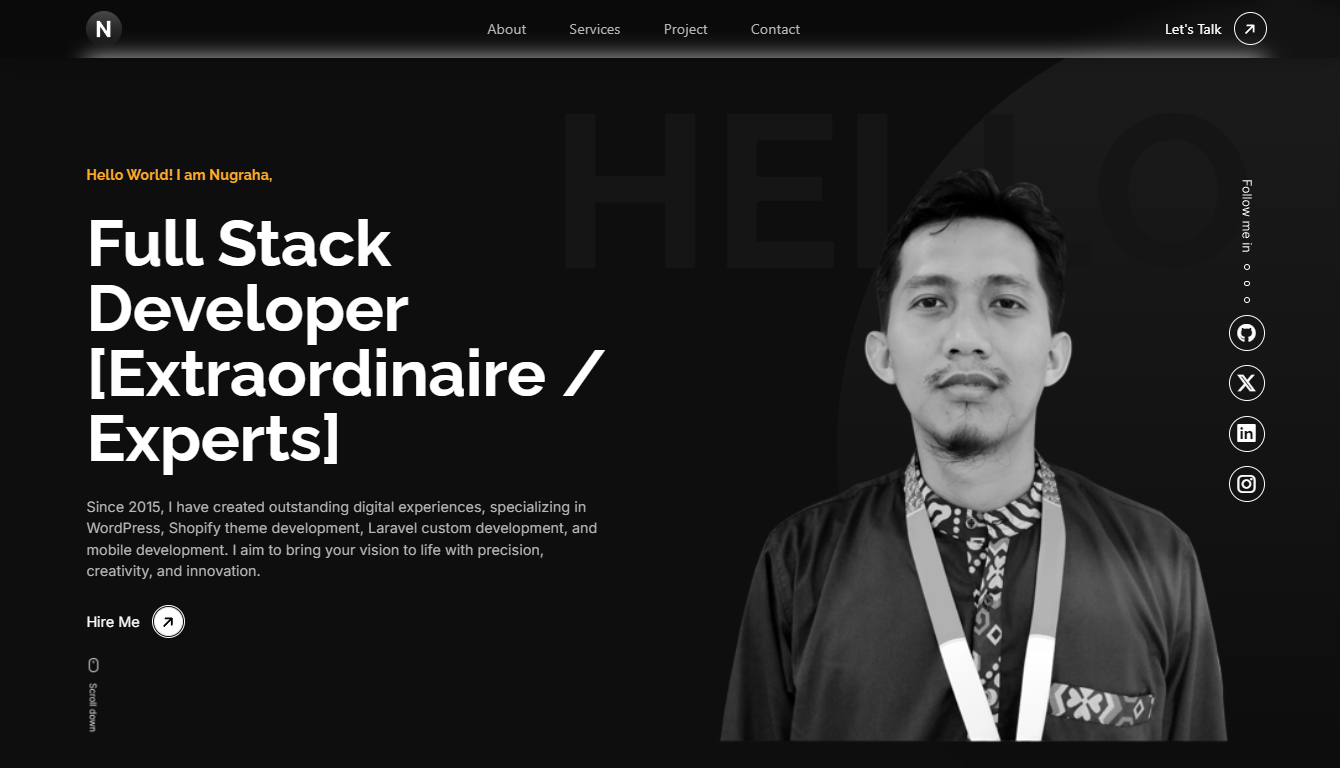 N
About
Services
Project
Contact
Let's Talk
HELLO
Hello World! I am Nugraha,
Full Stack
Developer
[Extraordinaire /
Experts]
Since 2015, I have created outstanding digital experiences, specializing in
WordPress, Shopify theme development, Laravel custom development, and
mobile development. I aim to bring your vision to life with precision,
creativity, and innovation.
Hire Me
Scroll down
Follow me in